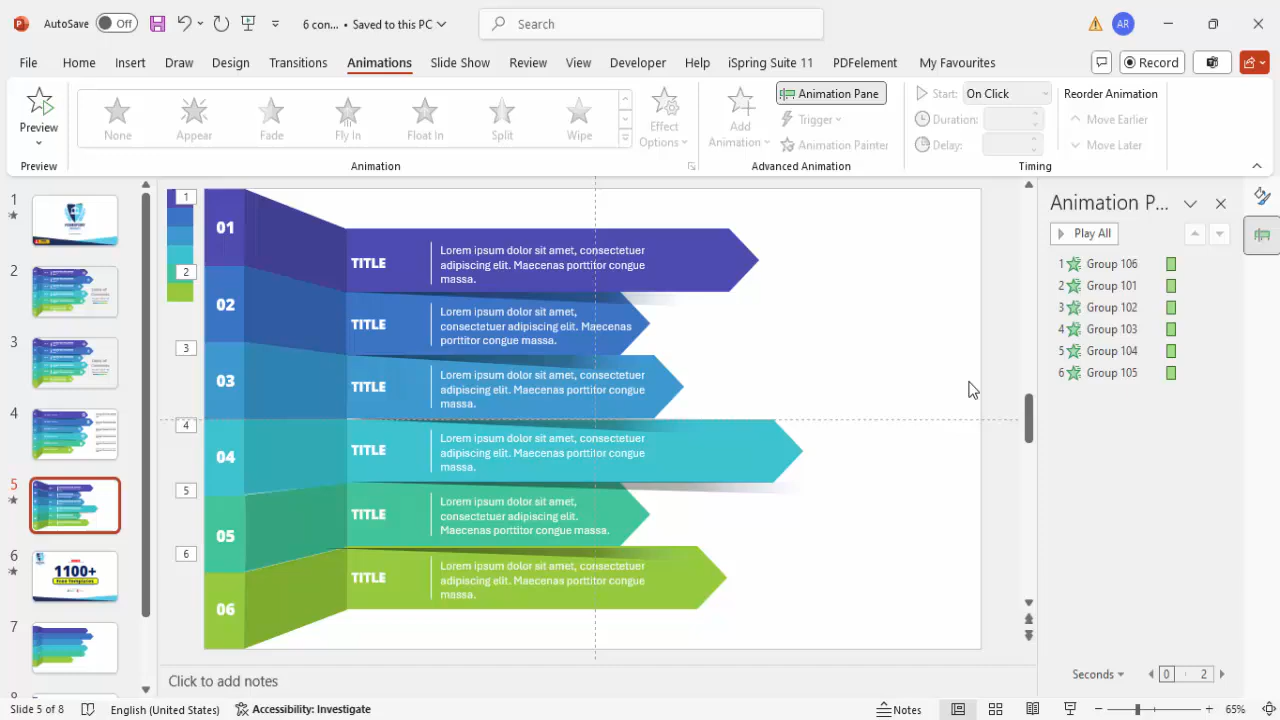 AutoSave Off 6 con... • Saved to this PC Search AR
File Home Insert Draw Design Transitions Animations Slide Show Review View Developer Help iSpring Suite 11 PDFelement My Favourites Record
Preview None Appear Fade Fly In Float In Split Wipe Effect Options Add Animation Animation Pane Trigger Animation Painter Start: On Click Duration: Delay: Reorder Animation Move Earlier Move Later
Preview Animation Advanced Animation Timing
1
2
3
4
5
6
1100+
Free Templates
7
8
1
2
3
4
5
6
01
TITLE
Lorem ipsum dolor sit amet, consectetuer
adipiscing elit. Maecenas porttitor congue
massa.
02
TITLE
Lorem ipsum dolor sit amet,
consectetuer adipiscing elit. Maecenas
porttitor congue massa.
03
TITLE
Lorem ipsum dolor sit amet, consectetuer
adipiscing elit. Maecenas porttitor congue
massa.
04
TITLE
Lorem ipsum dolor sit amet, consectetuer
adipiscing elit. Maecenas porttitor congue
massa.
05
TITLE
Lorem ipsum dolor sit amet,
consectetuer adipiscing elit.
Maecenas porttitor congue massa.
06
TITLE
Lorem ipsum dolor sit amet, consectetuer
adipiscing elit. Maecenas porttitor congue
massa.
Animation P...
Play All
1 Group 106
2 Group 101
3 Group 102
4 Group 103
5 Group 104
6 Group 105
Seconds 0 2
Click to add notes
Slide 5 of 8 English (United States) Accessibility: Investigate Notes 65%